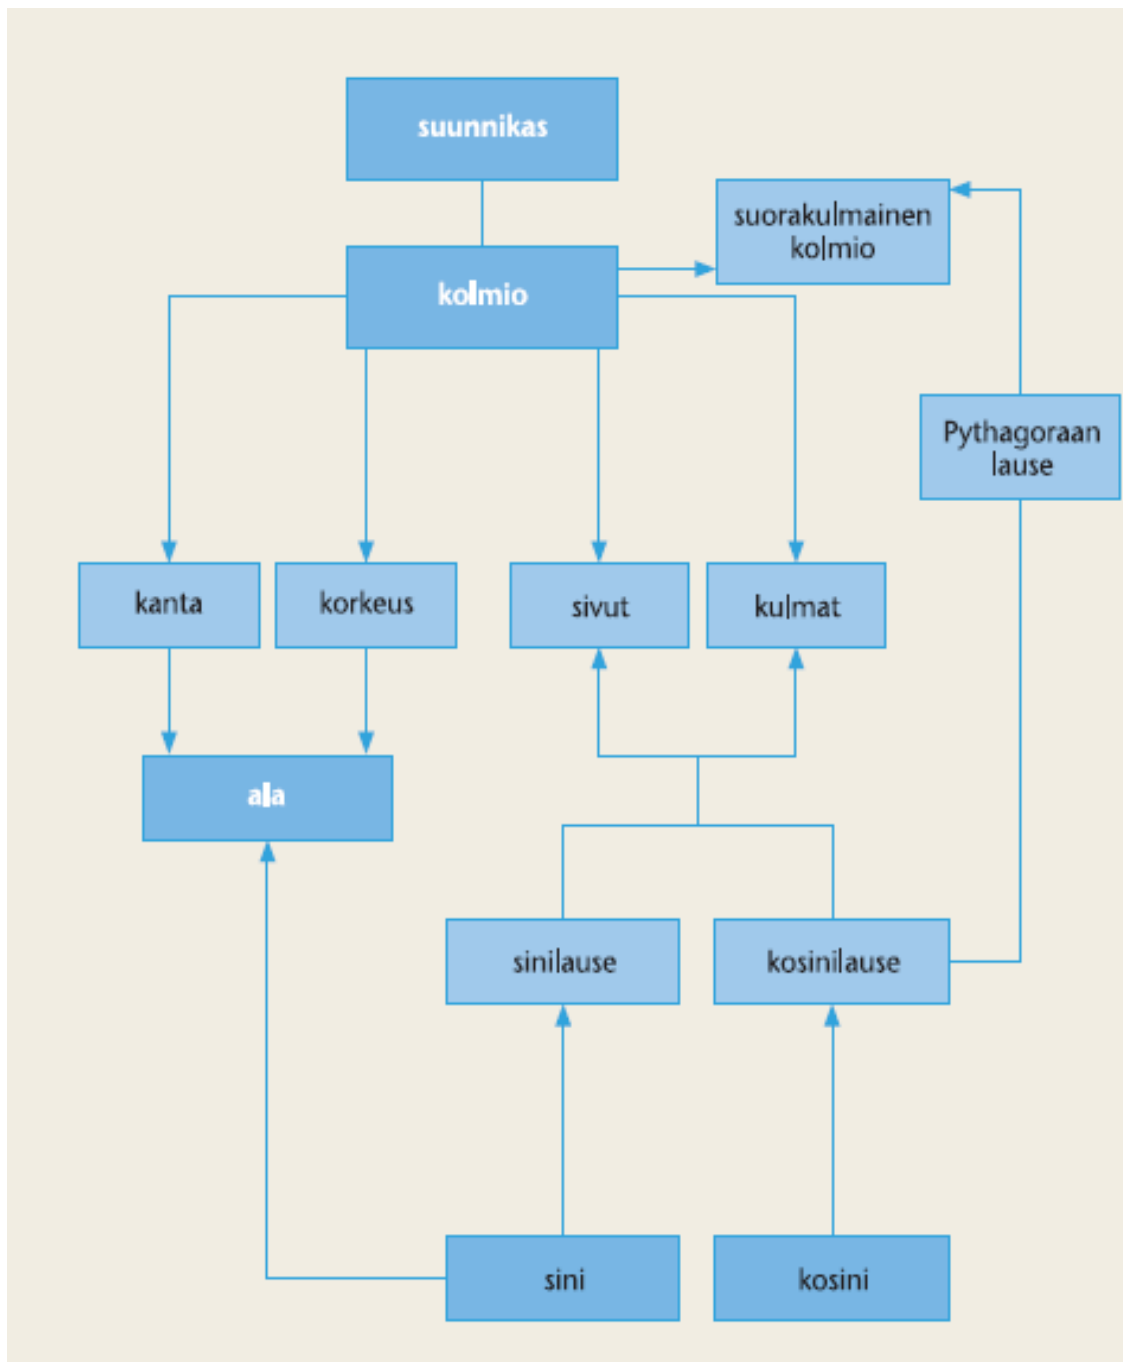 suunnikas
suorakulmainen
kolmio
kolmio
Pythagoraan
lause
kanta
korkeus
sivut
kulmat
ala
sinilause
kosinilause
sini
kosini